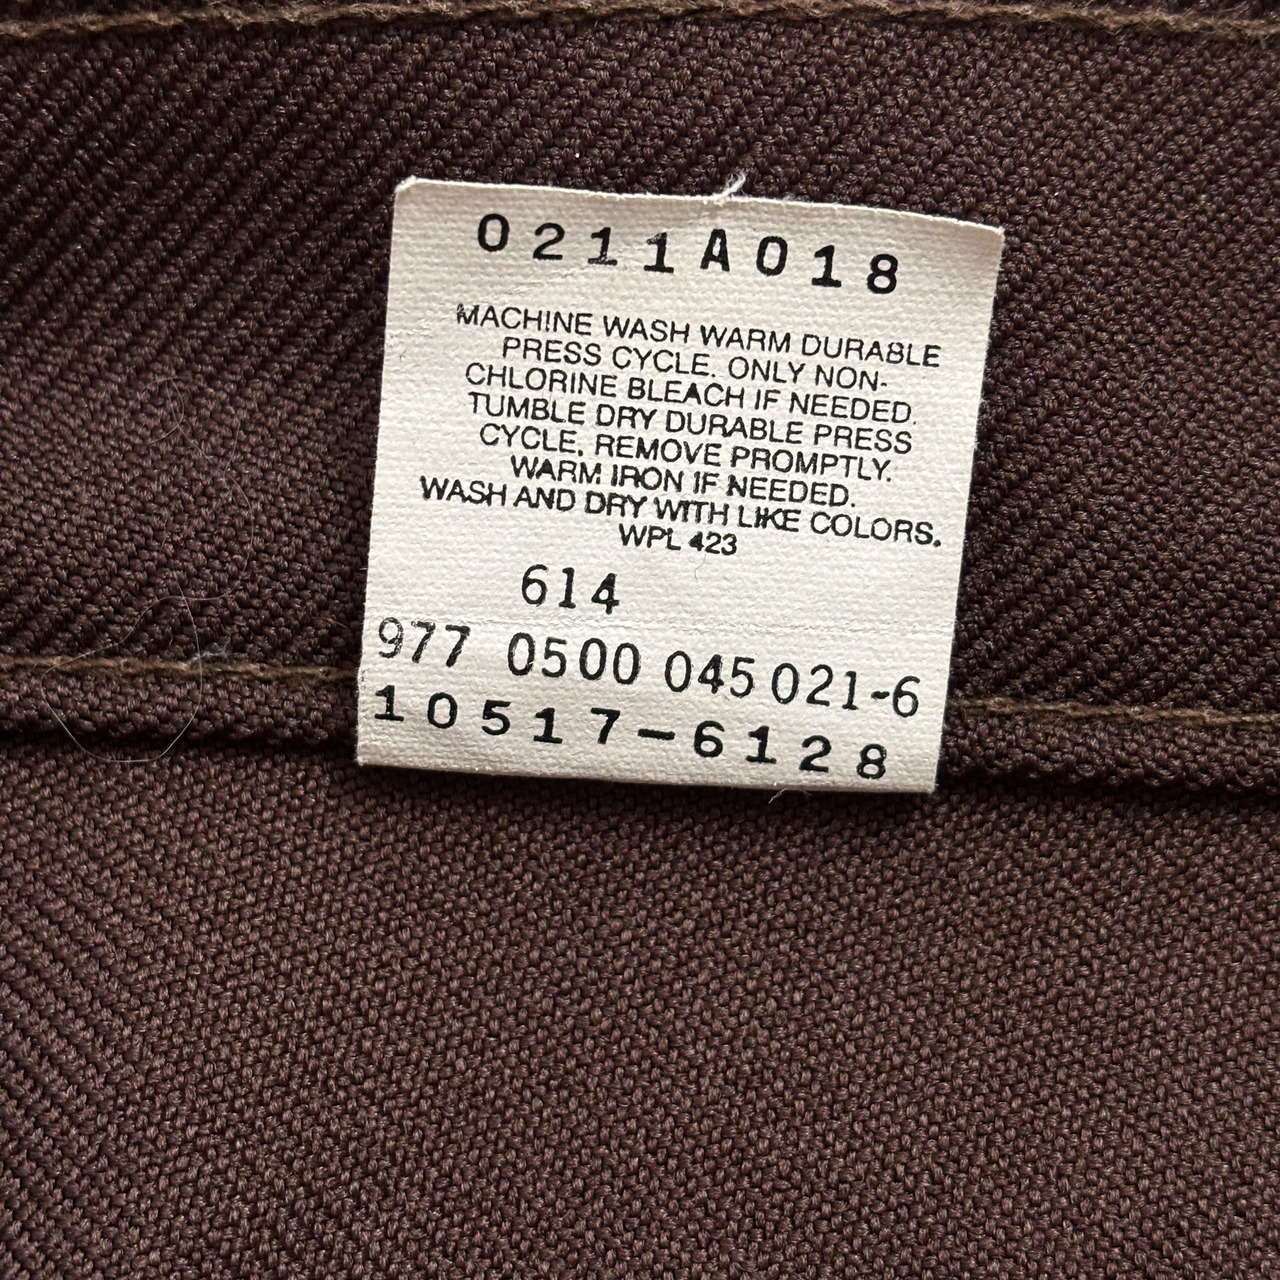 0211A018
MACHINE WASH WARM DURABLE
PRESS CYCLE. ONLY NON-
CHLORINE BLEACH IF NEEDED.
TUMBLE DRY DURABLE PRESS
CYCLE. REMOVE PROMPTLY.
WARM IRON IF NEEDED.
WASH AND DRY WITH LIKE COLORS.
WPL 423
614
977 0500 045 021-6
10517-6128